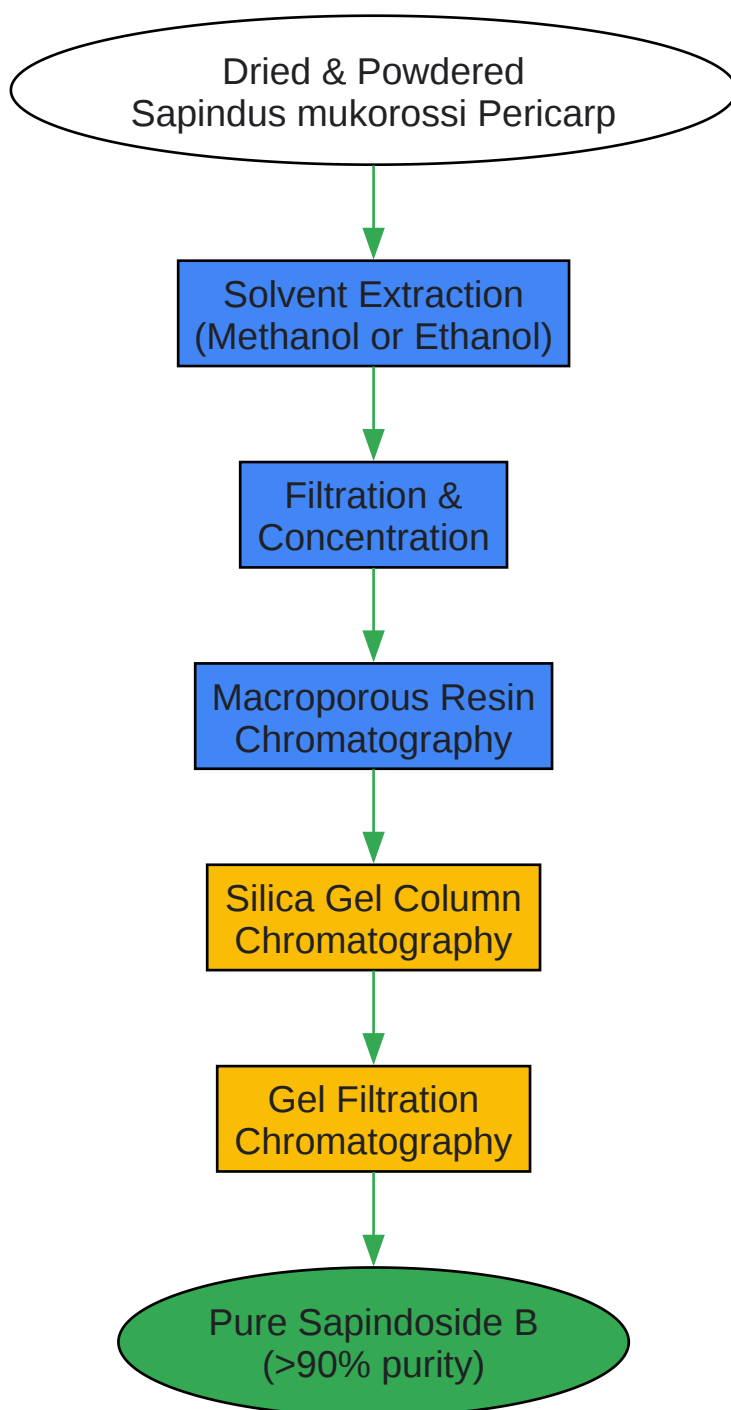 Dried & Powdered
Sapindus mukorossi Pericarp
Solvent Extraction
(Methanol or Ethanol)
Filtration &
Concentration
Macroporous Resin
Chromatography
Silica Gel Column
Chromatography
Gel Filtration
Chromatography
Pure Sapindoside B
(>90% purity)